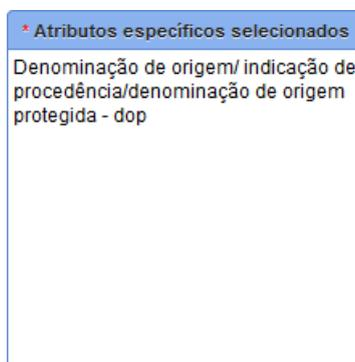 * Atributos específicos selecionados
Denominação de origem/ indicação de
procedência/denominação de origem
protegida - dop